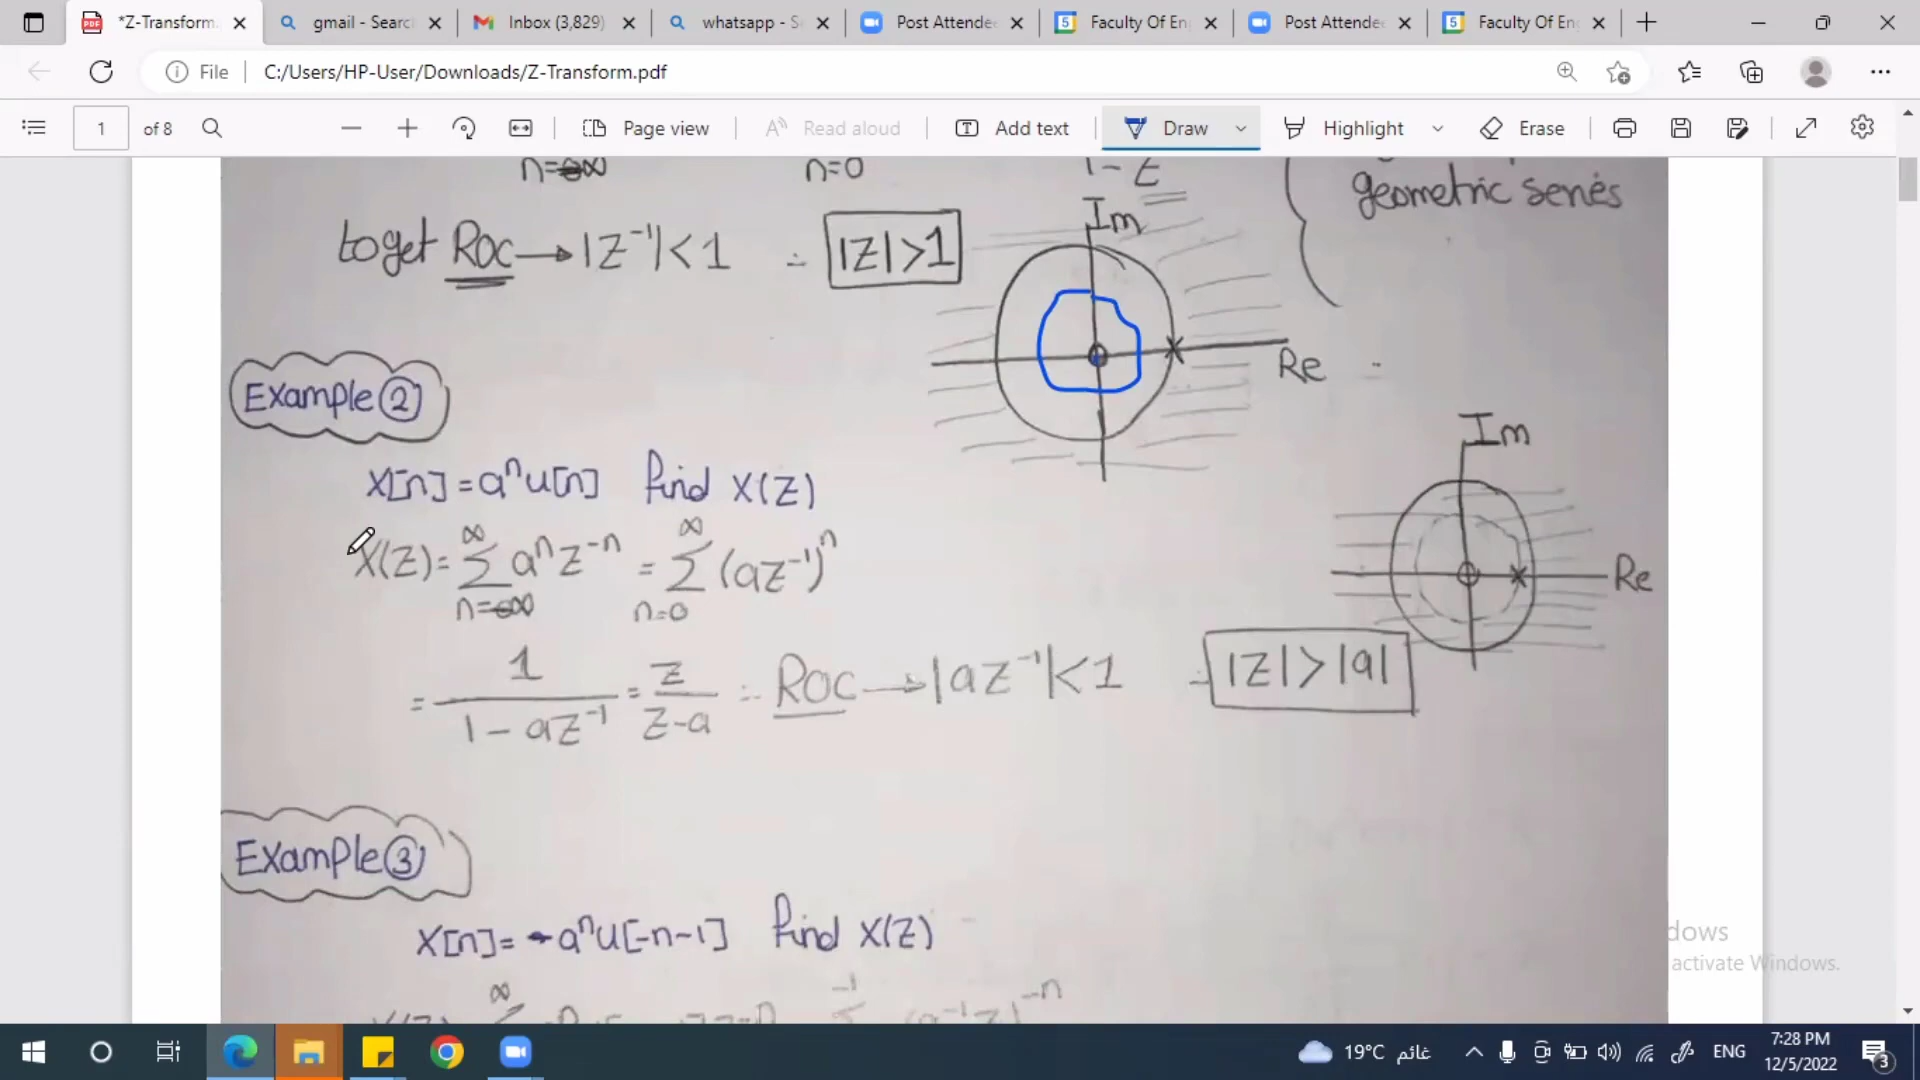 *Z-Transform.
gmail - Searc
Inbox (3,829)
whatsapp - S
Post Attende
Faculty Of En
Post Attende
Faculty Of En
File
C:/Users/HP-User/Downloads/Z-Transform.pdf
1 of 8
Page view
Read aloud
Add text
Draw
Highlight
Erase
n=-∞ n=0 1 - z
geometric series
to get Roc → |z⁻¹| < 1 ∴ |z| > 1
Im
Re
Example ②
x[n] = aⁿu[n] find X(z)
X(z) = ∞∑n=-∞ aⁿz⁻ⁿ = ∞∑n=0 (az⁻¹)ⁿ
Im
Re
= 1/(1 - az⁻¹) = z/(z-a) ∴ Roc → |az⁻¹| < 1 ∴ |z| > |a|
Example ③
x[n] = -aⁿu[-n-1] find X(z)
dows
activate Windows.
19°C غائم
ENG
7:28 PM
12/5/2022
3